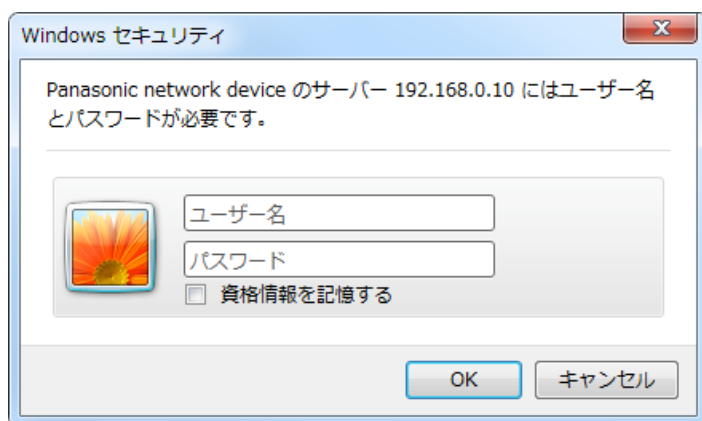 Windows セキュリティ
Panasonic network device のサーバー 192.168.0.10 にはユーザー名
とパスワードが必要です。
ユーザー名
パスワード
資格情報を記憶する
OK
キャンセル